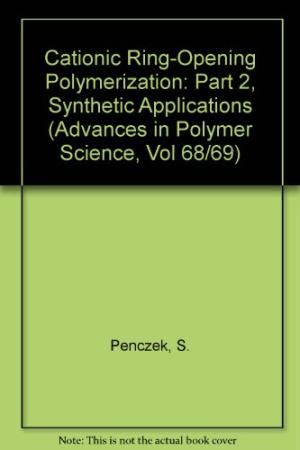 Cationic Ring-Opening
Polymerization: Part 2,
Synthetic Applications
(Advances in Polymer
Science, Vol 68/69)
Penczek, S.
Note: This is not the actual book cover